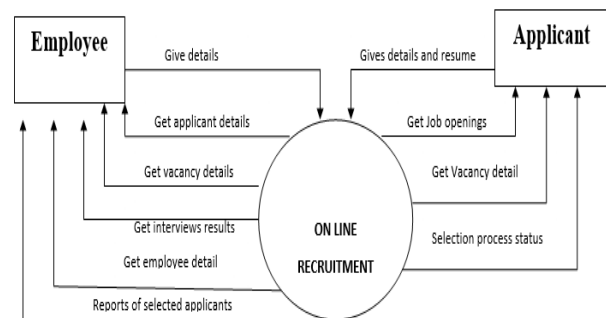 Employee
Applicant
Give details
Gives details and resume
Get applicant details
Get Job openings
Get vacancy details
Get Vacancy detail
Get interviews results
ON LINE
RECRUITMENT
Selection process status
Get employee detail
Reports of selected applicants